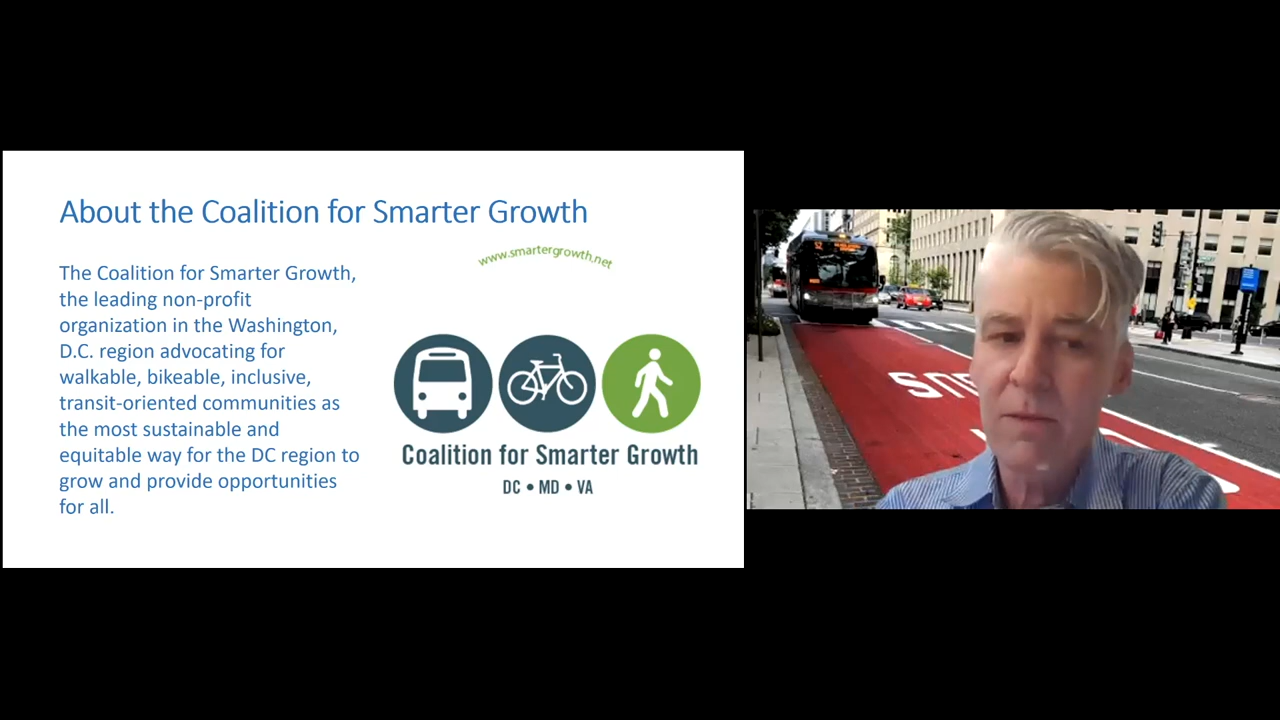 About the Coalition for Smarter Growth
www.smartergrowth.net
The Coalition for Smarter Growth,
the leading non-profit
organization in the Washington,
D.C. region advocating for
walkable, bikeable, inclusive,
transit-oriented communities as
the most sustainable and
equitable way for the DC region to
grow and provide opportunities
for all.
Coalition for Smarter Growth
DC • MD • VA
52
BUS